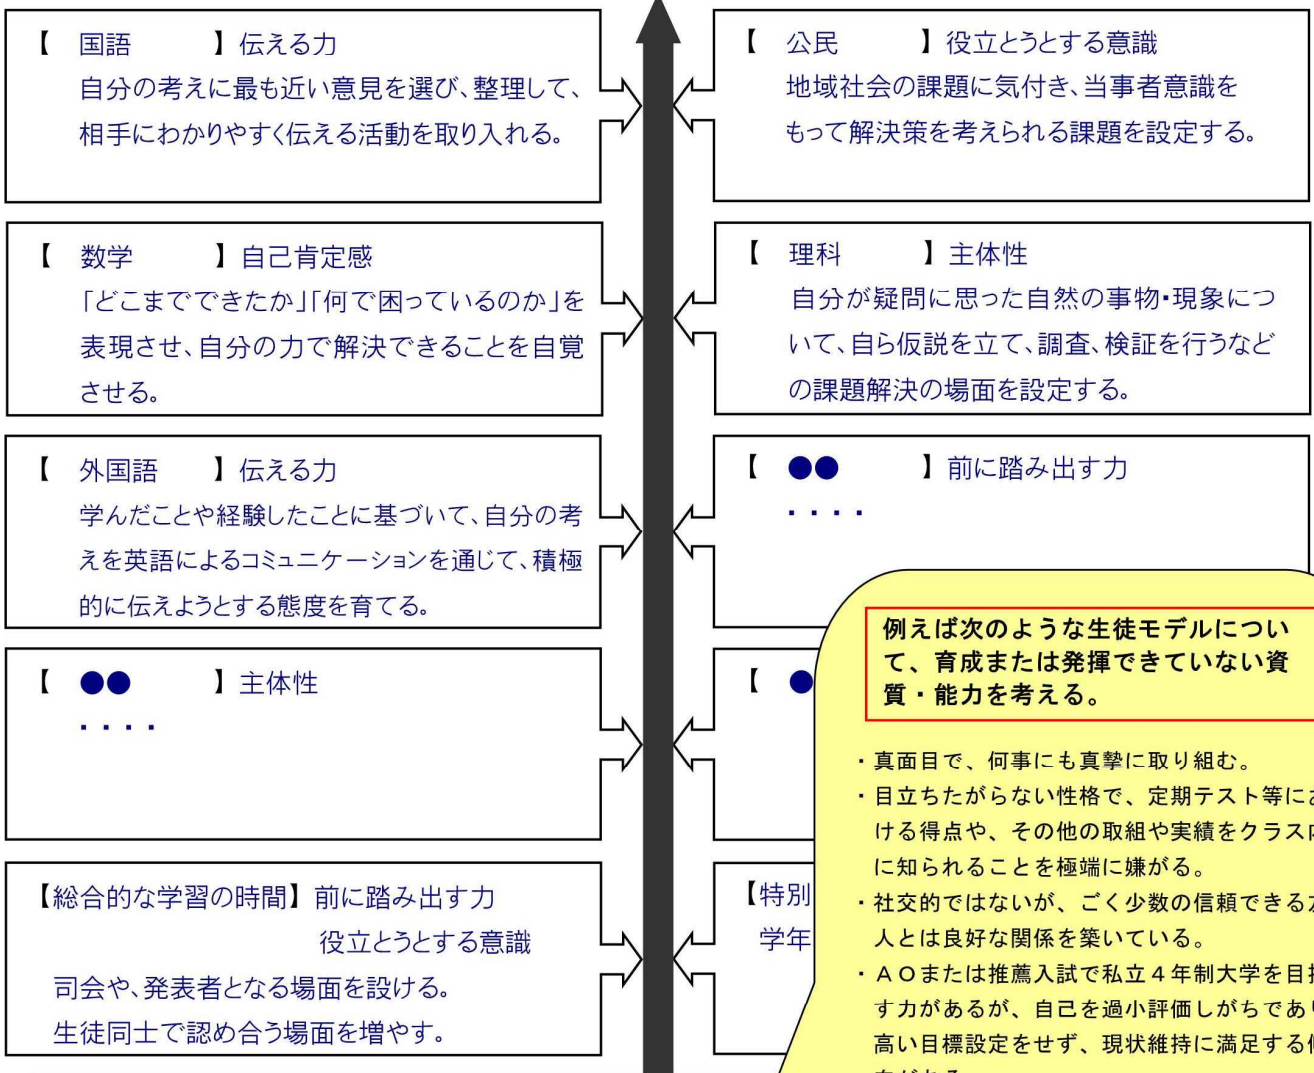 【　国語　】伝える力
自分の考えに最も近い意見を選び、整理して、
相手にわかりやすく伝える活動を取り入れる。
【　公民　】役立とうとする意識
地域社会の課題に気付き、当事者意識を
もって解決策を考えられる課題を設定する。
【　数学　】自己肯定感
「どこまでできたか」「何で困っているのか」を
表現させ、自分の力で解決できることを自覚
させる。
【　理科　】主体性
自分が疑問に思った自然の事物・現象につ
いて、自ら仮説を立て、調査、検証を行うなど
の課題解決の場面を設定する。
【　外国語　】伝える力
学んだことや経験したことに基づいて、自分の考
えを英語によるコミュニケーションを通じて、積極
的に伝えようとする態度を育てる。
【　●●　】前に踏み出す力
・・・・
【　●●　】主体性
・・・・
【　●
【総合的な学習の時間】前に踏み出す力
役立とうとする意識
司会や、発表者となる場面を設ける。
生徒同士で認め合う場面を増やす。
【特別
学年
例えば次のような生徒モデルについ
て、育成または発揮できていない資
質・能力を考える。
・真面目で、何事にも真摯に取り組む。
・目立ちたがらない性格で、定期テスト等にお
ける得点や、その他の取組や実績をクラス内
に知られることを極端に嫌がる。
・社交的ではないが、ごく少数の信頼できる友
人とは良好な関係を築いている。
・ＡＯまたは推薦入試で私立４年制大学を目指
す力があるが、自己を過小評価しがちであり
高い目標設定をせず、現状維持に満足する傾